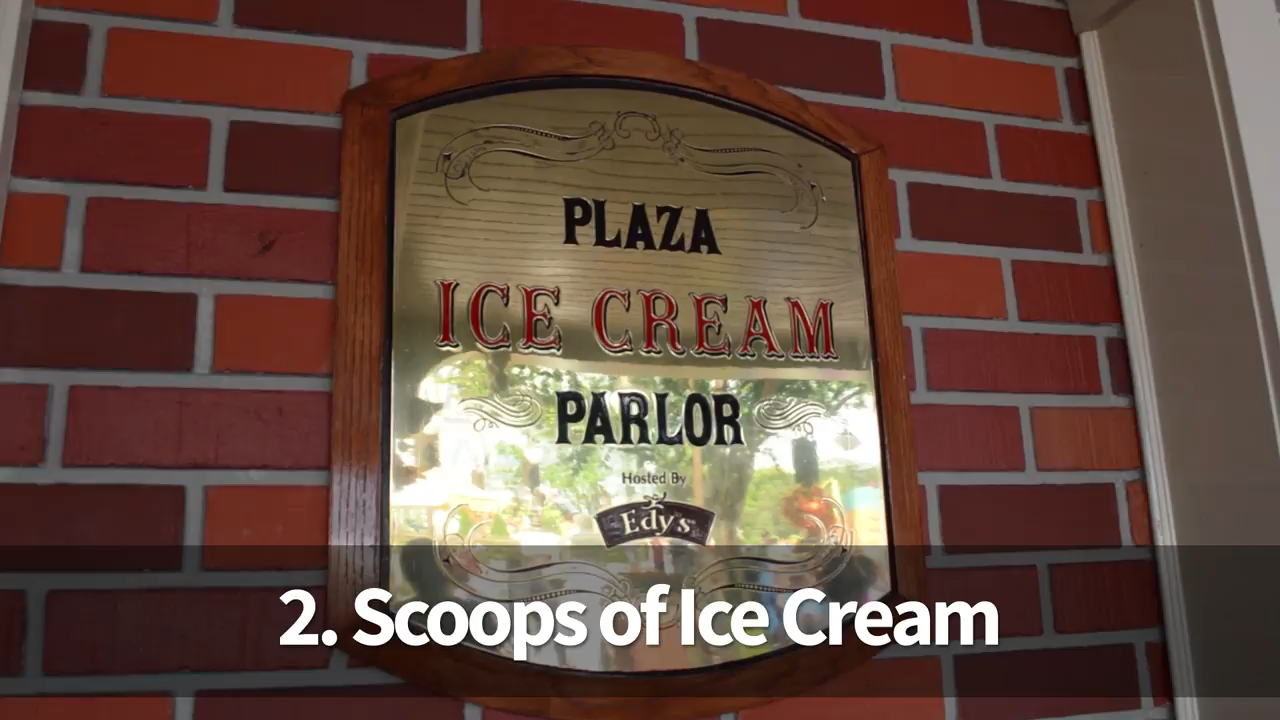 PLAZA
ICE CREAM
PARLOR
Hosted By
Edy's
2. Scoops of Ice Cream